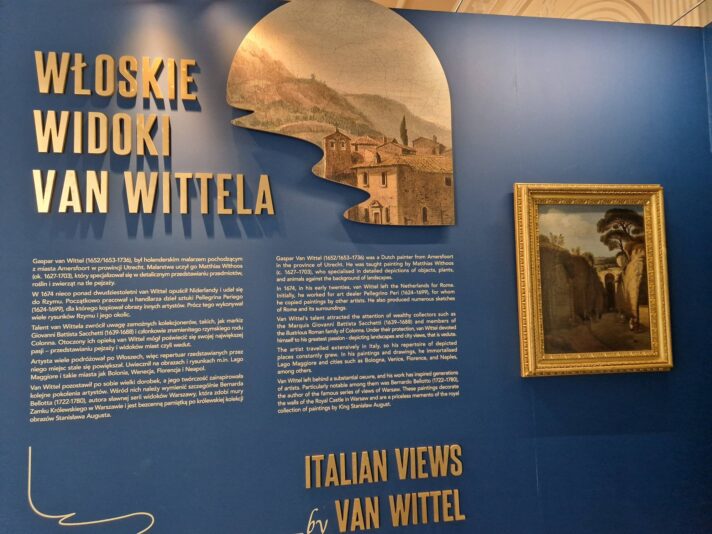 WŁOSKIE
WIDOKI
VAN WITTELA
Gaspar van Wittel (1652/1653-1736), był holenderskim malarzem pochodzącym
z miasta Amersfoort w prowincji Utrecht. Malarstwa uczył go Matthias Withoos
(ok. 1627-1703), który specjalizował się w detalicznym przedstawianiu przedmiotów,
roślin i zwierząt na tle pejzaży.
W 1674 nieco ponad dwudziestoletni van Wittel opuścił Niderlandy i udał się
do Rzymu. Początkowo pracował u handlarza dzieł sztuki Pellegrina Periego
(1624-1699), dla którego kopiował obrazy innych artystów. Prócz tego wykonywał
wiele rysunków Rzymu i jego okolic.
Talent van Wittela zwrócił uwagę zamożnych kolekcjonerów, takich, jak markiz
Giovanni Battista Sacchetti (1639-1688) i członkowie znamienitego rzymskiego rodu
Colonna. Otoczony ich opieką van Wittel mógł poświęcić się swojej największej
pasji – przedstawianiu pejzaży i widoków miast czyli wedut.
Artysta wiele podróżował po Włoszech, więc repertuar rozedstawanych przez
niego miejsc stale się powiększał. Uwiecznił na obrazach i rysunkach m.in. Lago
Maggiore i takie miasta jak Bolonia, Wenecja, Florencja i Neapol.
Van Wittel pozostawił po sobie wielki dorobek, a jego twórczość zainspirowała
kolejne pokolenia artystów. Wśród nich należy wymienić szczególnie Bernarda
Bellotta (1722-1780), autora sławnej serii widoków Warszawy, która zdobi mury
Zamku Królewskiego w Warszawie i jest bezcenną pamiątką po królewskiej kolekcji
obrazów Stanisława Augusta.
Gaspar Van Wittel (1652/1653–1736) was a Dutch painter from Amersfoort
in the province of Utrecht. He was taught painting by Matthias Withoos
(c. 1627–1703), who specialised in detailed depictions of objects, plants,
and animals against the background of landscapes.
In 1674, in his early twenties, van Wittel left the Netherlands for Rome.
Initially, he worked for art dealer Pellegrino Peri (1624–1699), for whom
he copied paintings by other artists. He also produced numerous sketches
of Rome and its surroundings.
Van Wittel's talent attracted the attention of wealthy collectors such as
the Marquis Giovanni Battista Sacchetti (1639–1688) and members of
the illustrious Roman family of Colonna. Under their protection, van Wittel devoted
himself to his greatest passion - depicting landscapes and city views, that is vedute.
The artist travelled extensively in Italy, so his repertoire of depicted
places constantly grew. In his paintings and drawings, he immortalised
Lago Maggiore and cities such as Bologna, Venice, Florence, and Naples,
among others.
Van Wittel left behind a substantial oeuvre, and his work has inspired generations
of artists. Particularly notable among them was Bernardo Bellotto (1722-1780),
the author of the famous series of views of Warsaw. These paintings decorate
the walls of the Royal Castle in Warsaw and are a priceless memento of the royal
collection of paintings by King Stanisław August.
ITALIAN VIEWS
by VAN WITTEL